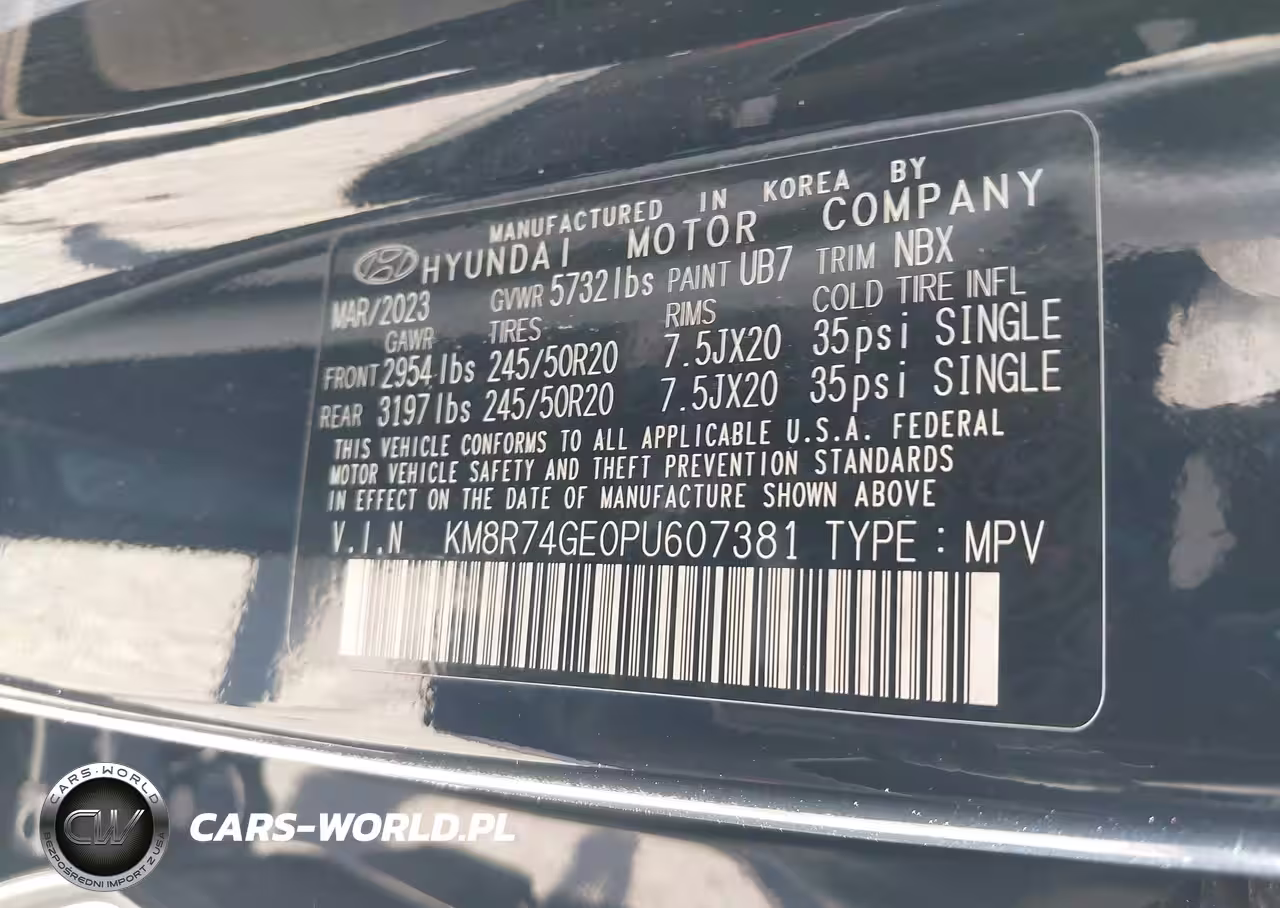 MANUFACTURED IN KOREA BY
HYUNDAI MOTOR COMPANY
MAR/2023 GVWR 5732lbs PAINT UB7 TRIM NBX
GAWR TIRES RIMS COLD TIRE INFL
FRONT 2954lbs 245/50R20 7.5JX20 35psi SINGLE
REAR 3197lbs 245/50R20 7.5JX20 35psi SINGLE
THIS VEHICLE CONFORMS TO ALL APPLICABLE U.S.A. FEDERAL
MOTOR VEHICLE SAFETY AND THEFT PREVENTION STANDARDS
IN EFFECT ON THE DATE OF MANUFACTURE SHOWN ABOVE
V.I.N KM8R74GE0PU607381 TYPE : MPV
CARS-WORLD
CW
BEZPOŚREDNI IMPORT Z USA
CARS-WORLD.PL